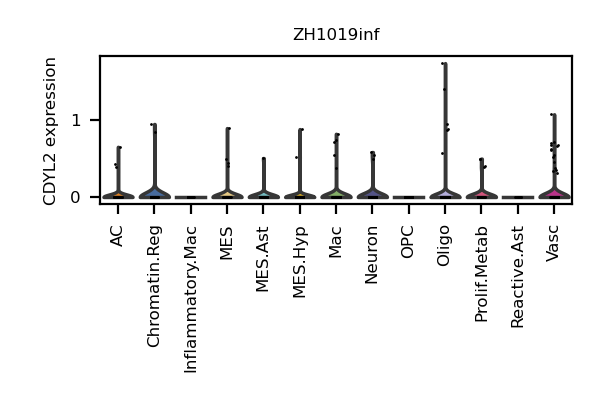 ZH1019inf
CDYL2 expression
1
0
AC
Chromatin.Reg
Inflammatory.Mac
MES
MES.Ast
MES.Hyp
Mac
Neuron
OPC
Oligo
Prolif.Metab
Reactive.Ast
Vasc